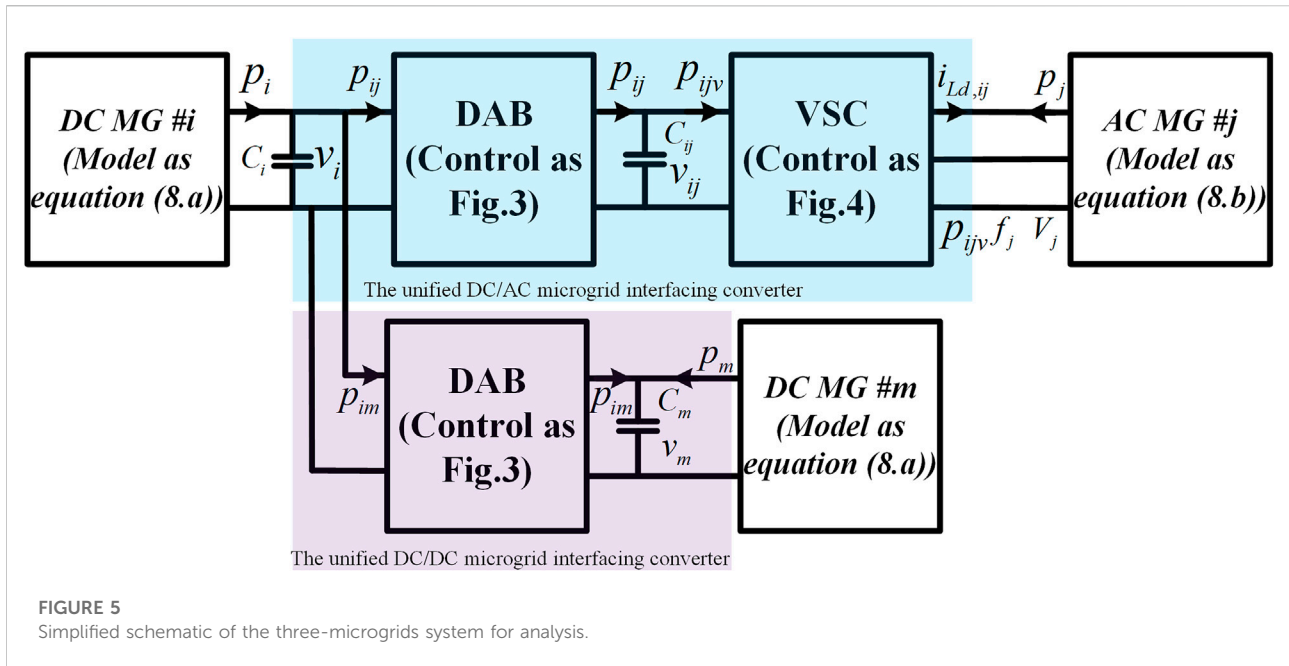 p_i
p_ij
p_ij
p_ijv
i_Ld,ij
p_j
DC MG #i
(Model as
equation (8.a))
C_i
v_i
DAB
(Control as
Fig.3)
C_ij
v_ij
VSC
(Control as
Fig.4)
AC MG #j
(Model as
equation (8.b))
p_ijv f_j V_j
The unified DC/AC microgrid interfacing converter
p_im
DAB
(Control as
Fig.3)
p_im
p_m
C_m
v_m
DC MG #m
(Model as
equation (8.a))
The unified DC/DC microgrid interfacing converter
FIGURE 5
Simplified schematic of the three-microgrids system for analysis.